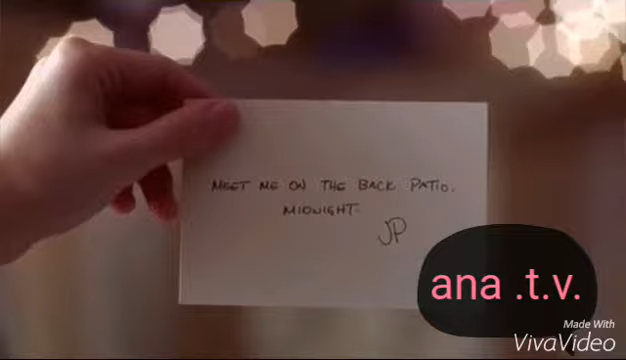 MEET ME ON THE BACK PATIO.
MIDNIGHT.
JP
ana .t.v.
Made With
VivaVideo